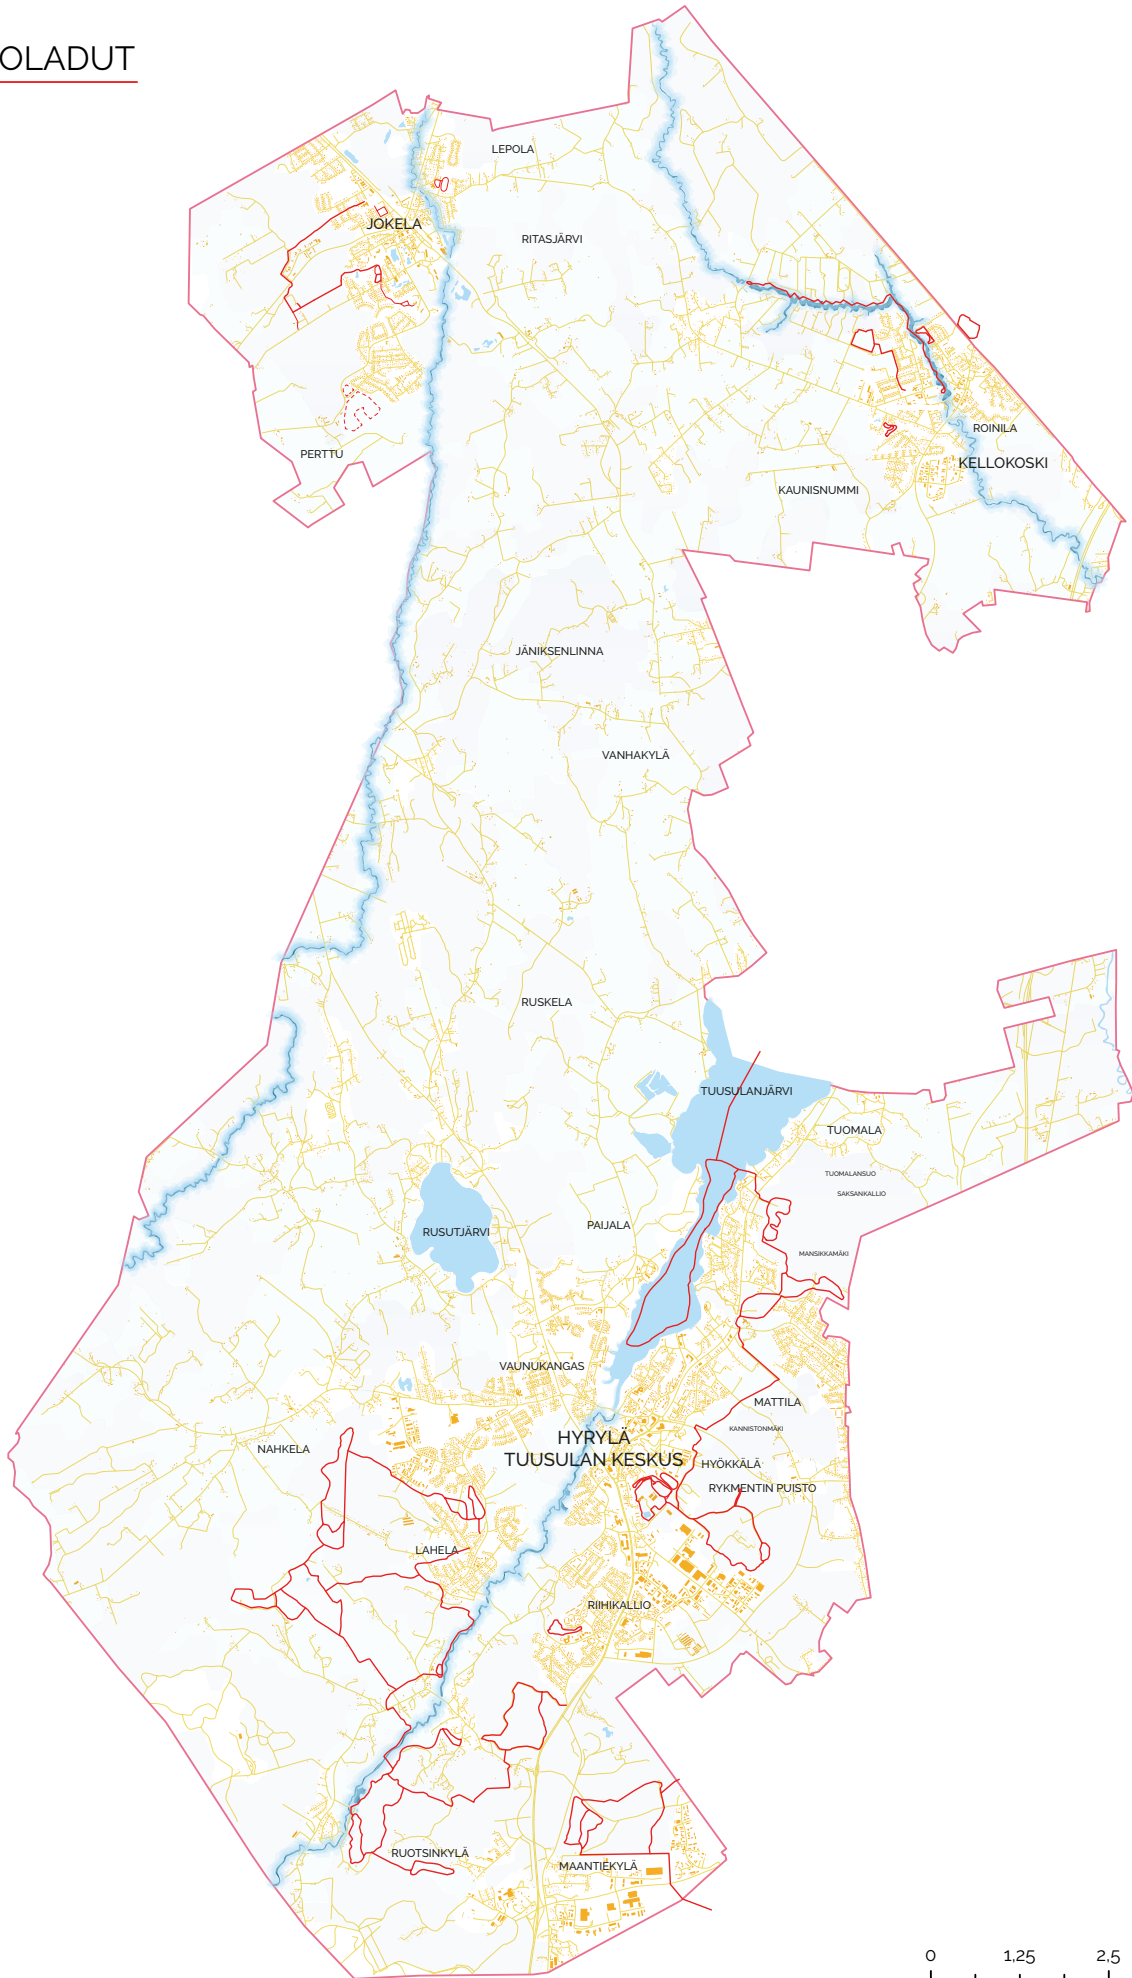 OLADUT
LEPOLA
JOKELA
RITASJÄRVI
ROINILA
PERTTU
KELLOKOSKI
KAUNISNUMMI
JÄNIKSENLINNA
VANHAKYLÄ
RUSKELA
TUUSULANJÄRVI
TUOMALA
TUOMALANSUO
SAKSANKALLIO
PAIJALA
RUSUTJÄRVI
MANSIKKAMÄKI
VAUNUKANGAS
MATTILA
KANNISTONMÄKI
HYRYLÄ
TUUSULAN KESKUS
NAHKELA
HYÖKKÄLÄ
RYKMENTIN PUISTO
LAHELA
RIIHIKALLIO
RUOTSINKYLÄ
MAANTIEKYLÄ
0 1,25 2,5